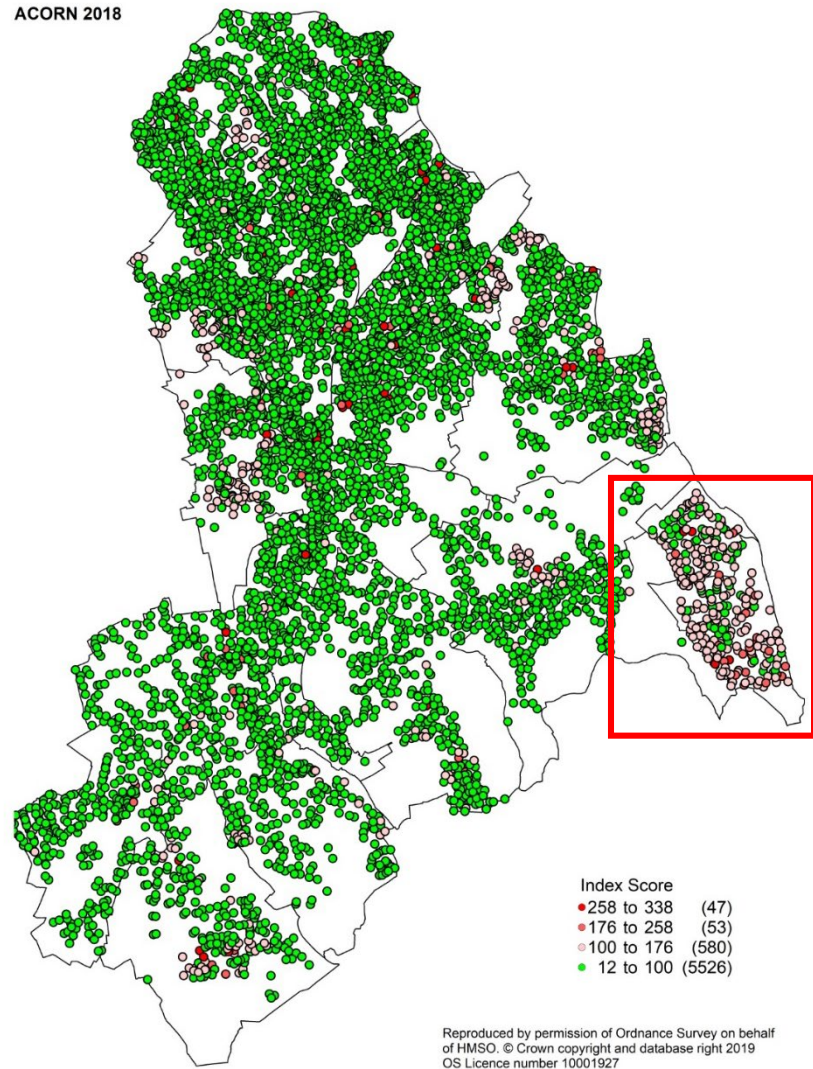 ACORN 2018
Index Score
258 to 338 (47)
176 to 258 (53)
100 to 176 (580)
12 to 100 (5526)
Reproduced by permission of Ordnance Survey on behalf
of HMSO. © Crown copyright and database right 2019
OS Licence number 10001927